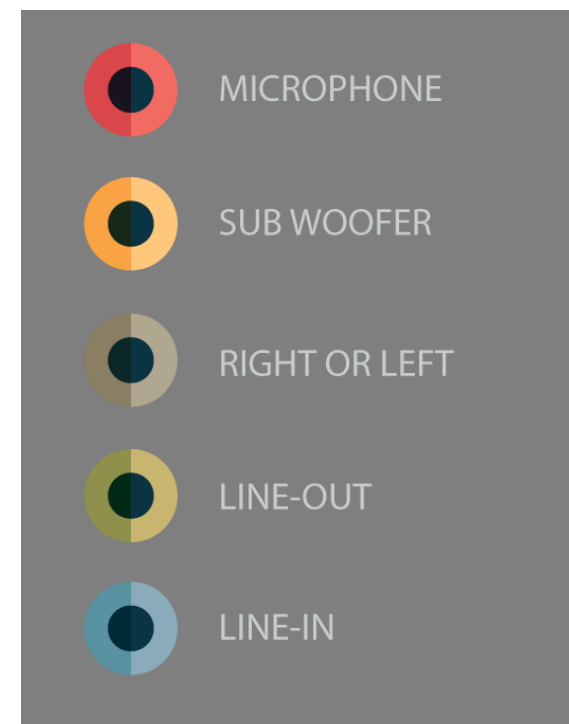 MICROPHONE
SUB WOOFER
RIGHT OR LEFT
LINE-OUT
LINE-IN